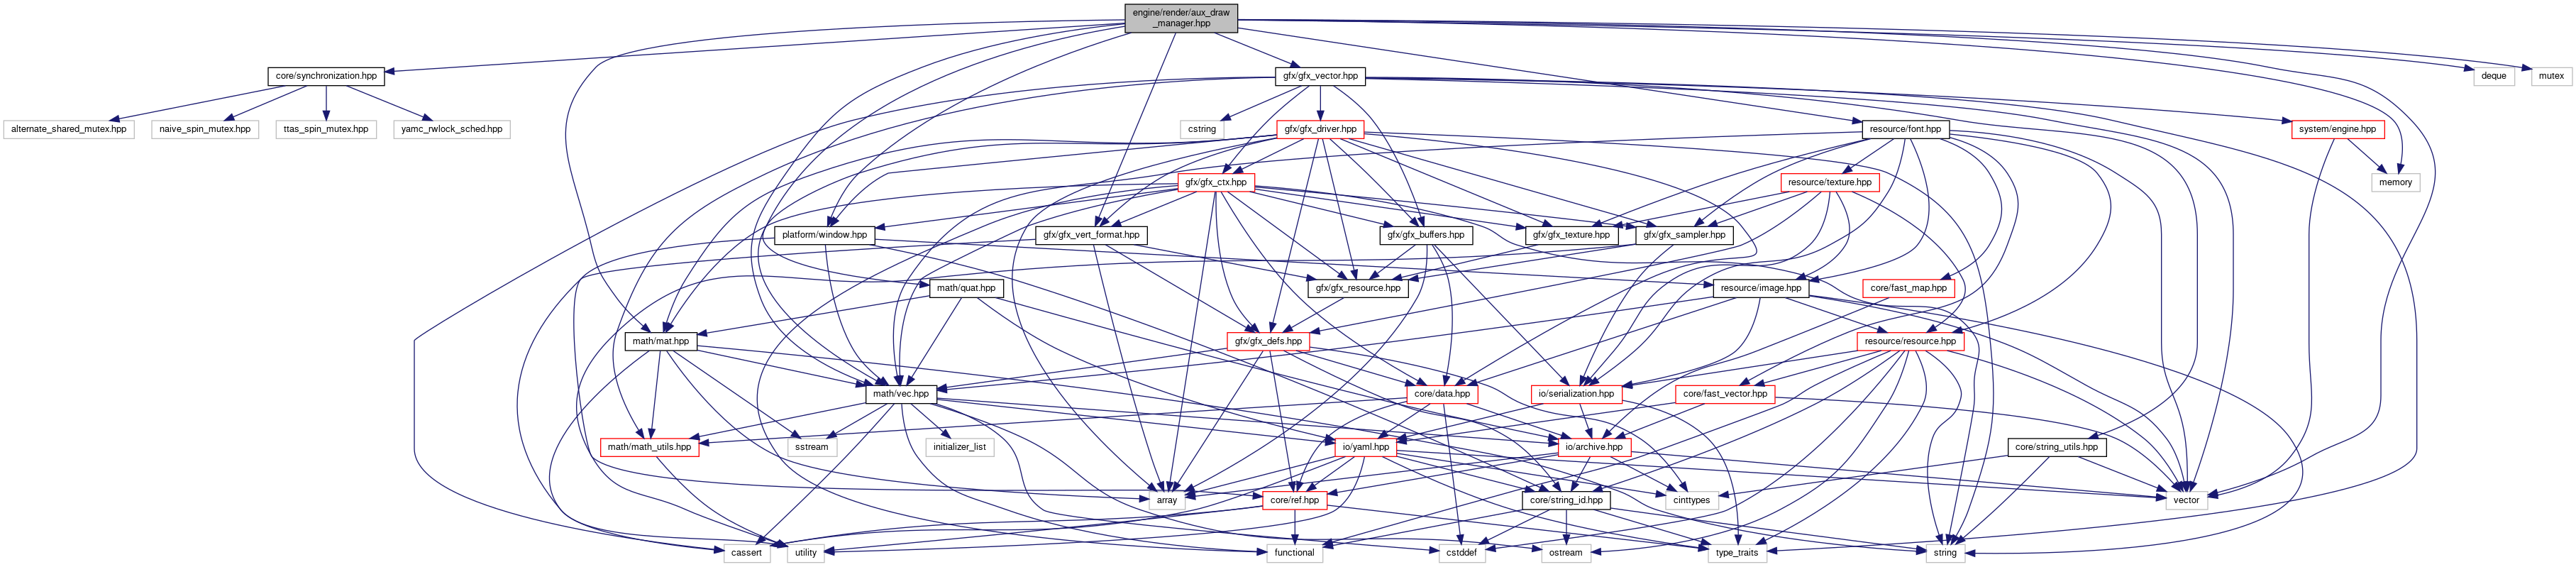 engine/render/aux_draw
_manager.hpp
core/synchronization.hpp
gfx/gfx_vector.hpp
deque
mutex
alternate_shared_mutex.hpp
naive_spin_mutex.hpp
ttas_spin_mutex.hpp
yamc_rwlock_sched.hpp
cstring
gfx/gfx_driver.hpp
resource/font.hpp
system/engine.hpp
gfx/gfx_ctx.hpp
resource/texture.hpp
memory
platform/window.hpp
gfx/gfx_vert_format.hpp
gfx/gfx_buffers.hpp
gfx/gfx_texture.hpp
gfx/gfx_sampler.hpp
math/quat.hpp
gfx/gfx_resource.hpp
resource/image.hpp
core/fast_map.hpp
math/mat.hpp
gfx/gfx_defs.hpp
resource/resource.hpp
math/vec.hpp
core/data.hpp
io/serialization.hpp
core/fast_vector.hpp
math/math_utils.hpp
sstream
initializer_list
io/yaml.hpp
io/archive.hpp
core/string_utils.hpp
array
core/ref.hpp
core/string_id.hpp
cinttypes
vector
cassert
utility
functional
cstddef
ostream
type_traits
string